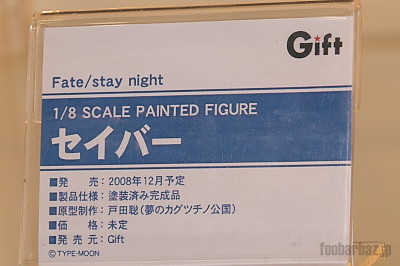 Gift
Fate/stay night
1/8 SCALE PAINTED FIGURE
セイバー
■発　　売：2008年12月予定
■製品仕様：塗装済み完成品
■原型制作：戸田聡（夢のカグツチノ公国）
■価　　格：未定
■発 売 元：Gift
©TYPE-MOON
foobarbaz.jp